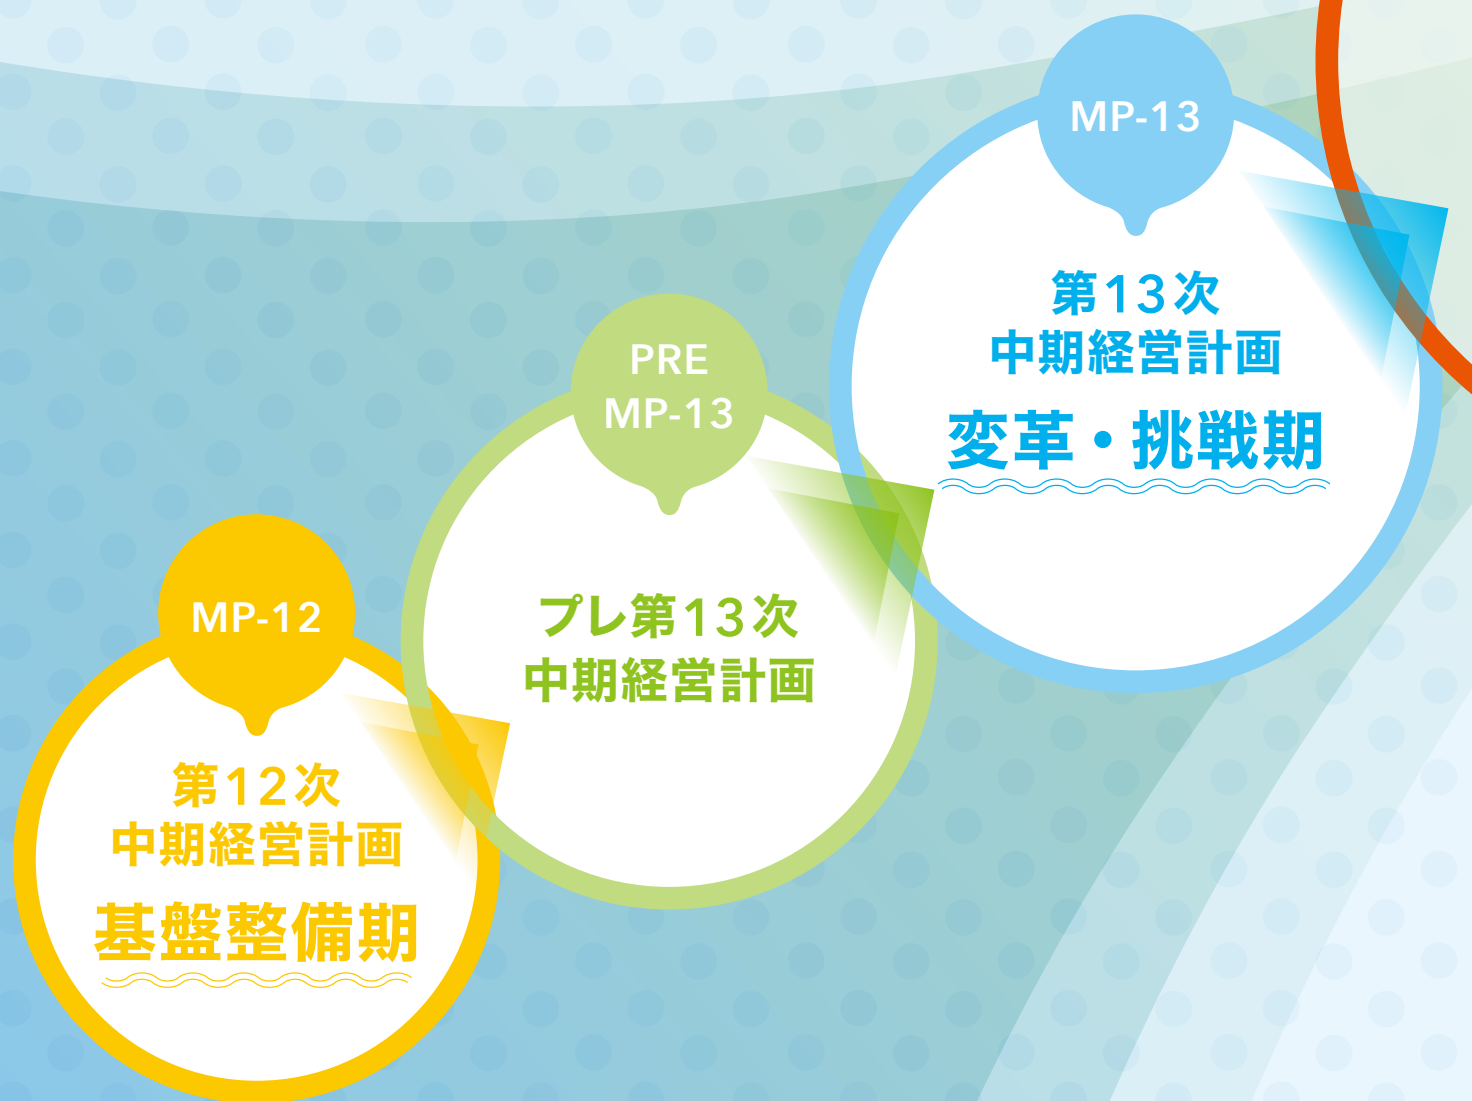 MP-13
第13次
中期経営計画
変革・挑戦期
PRE
MP-13
プレ第13次
中期経営計画
MP-12
第12次
中期経営計画
基盤整備期